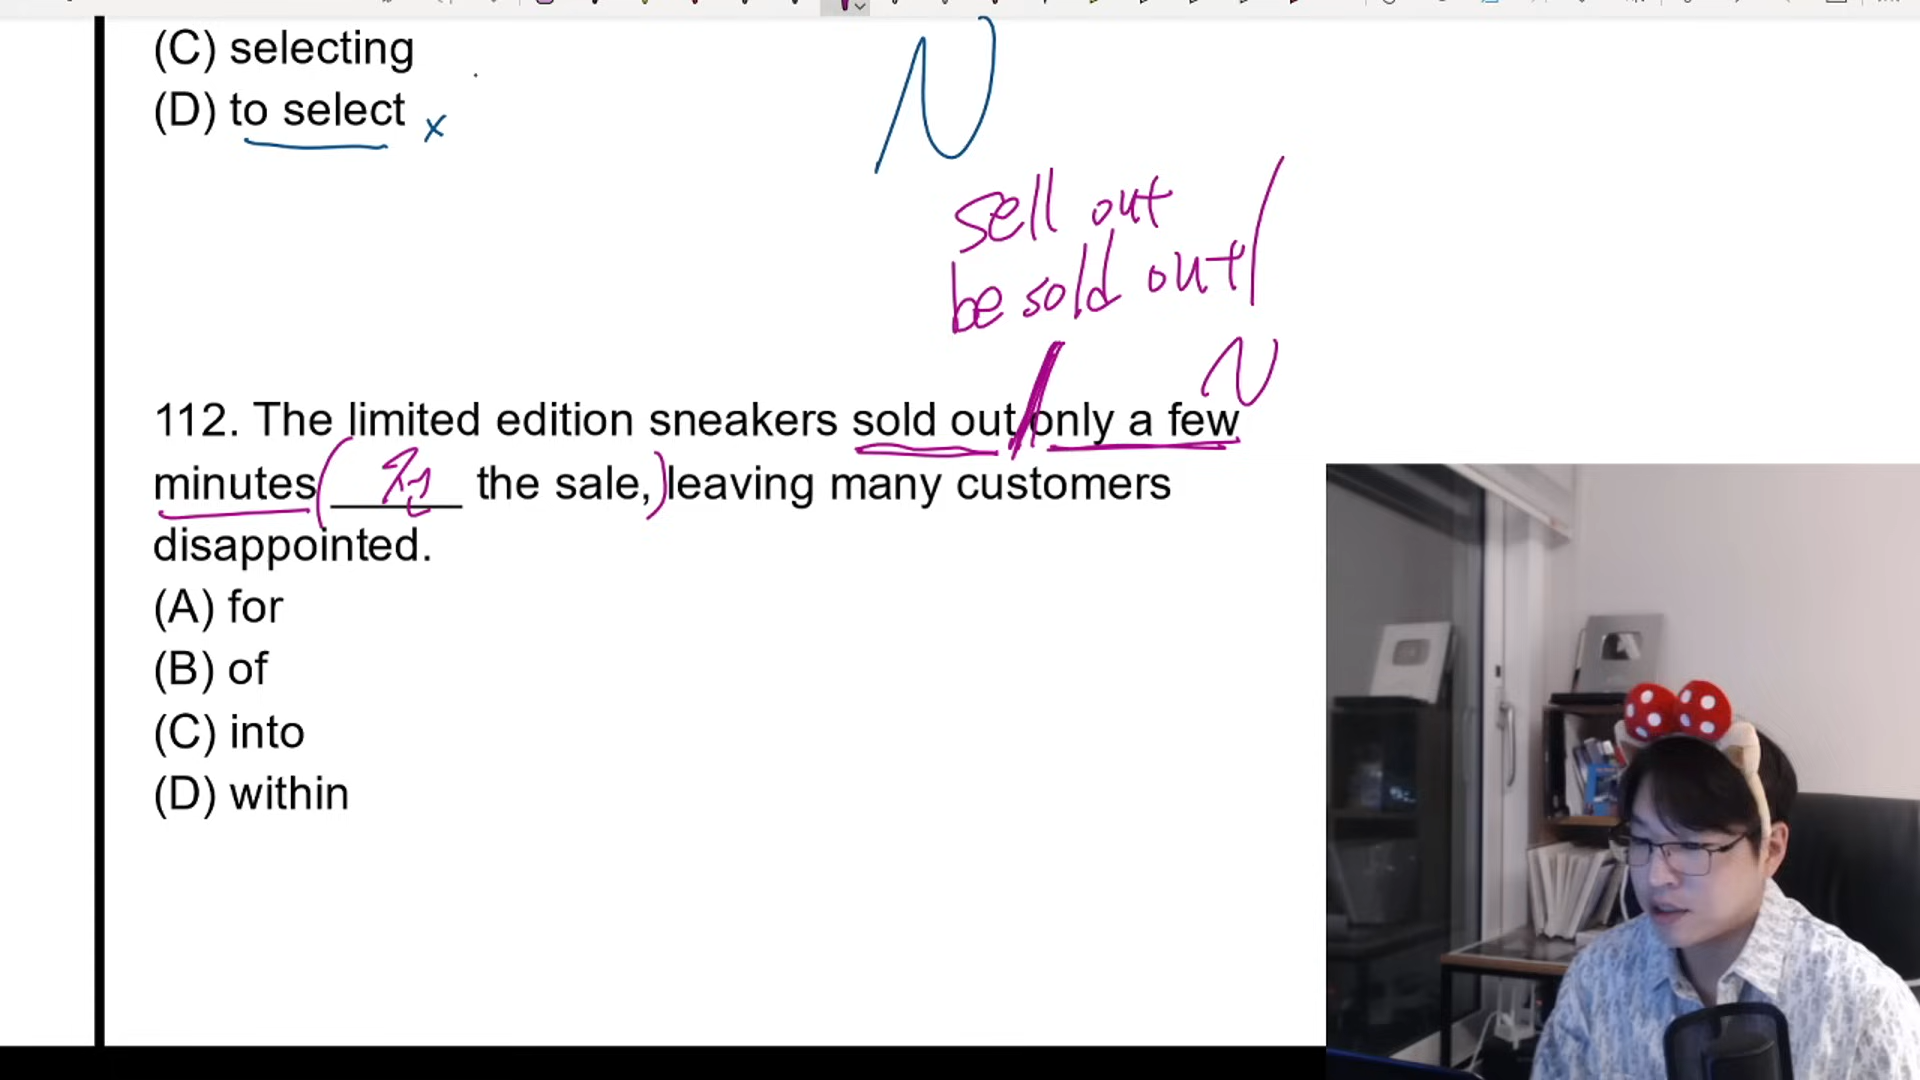 (C) selecting
(D) to select x
N
sell out
be sold out
N
112. The limited edition sneakers sold out only a few
minutes ( 전 the sale,) leaving many customers
disappointed.
(A) for
(B) of
(C) into
(D) within